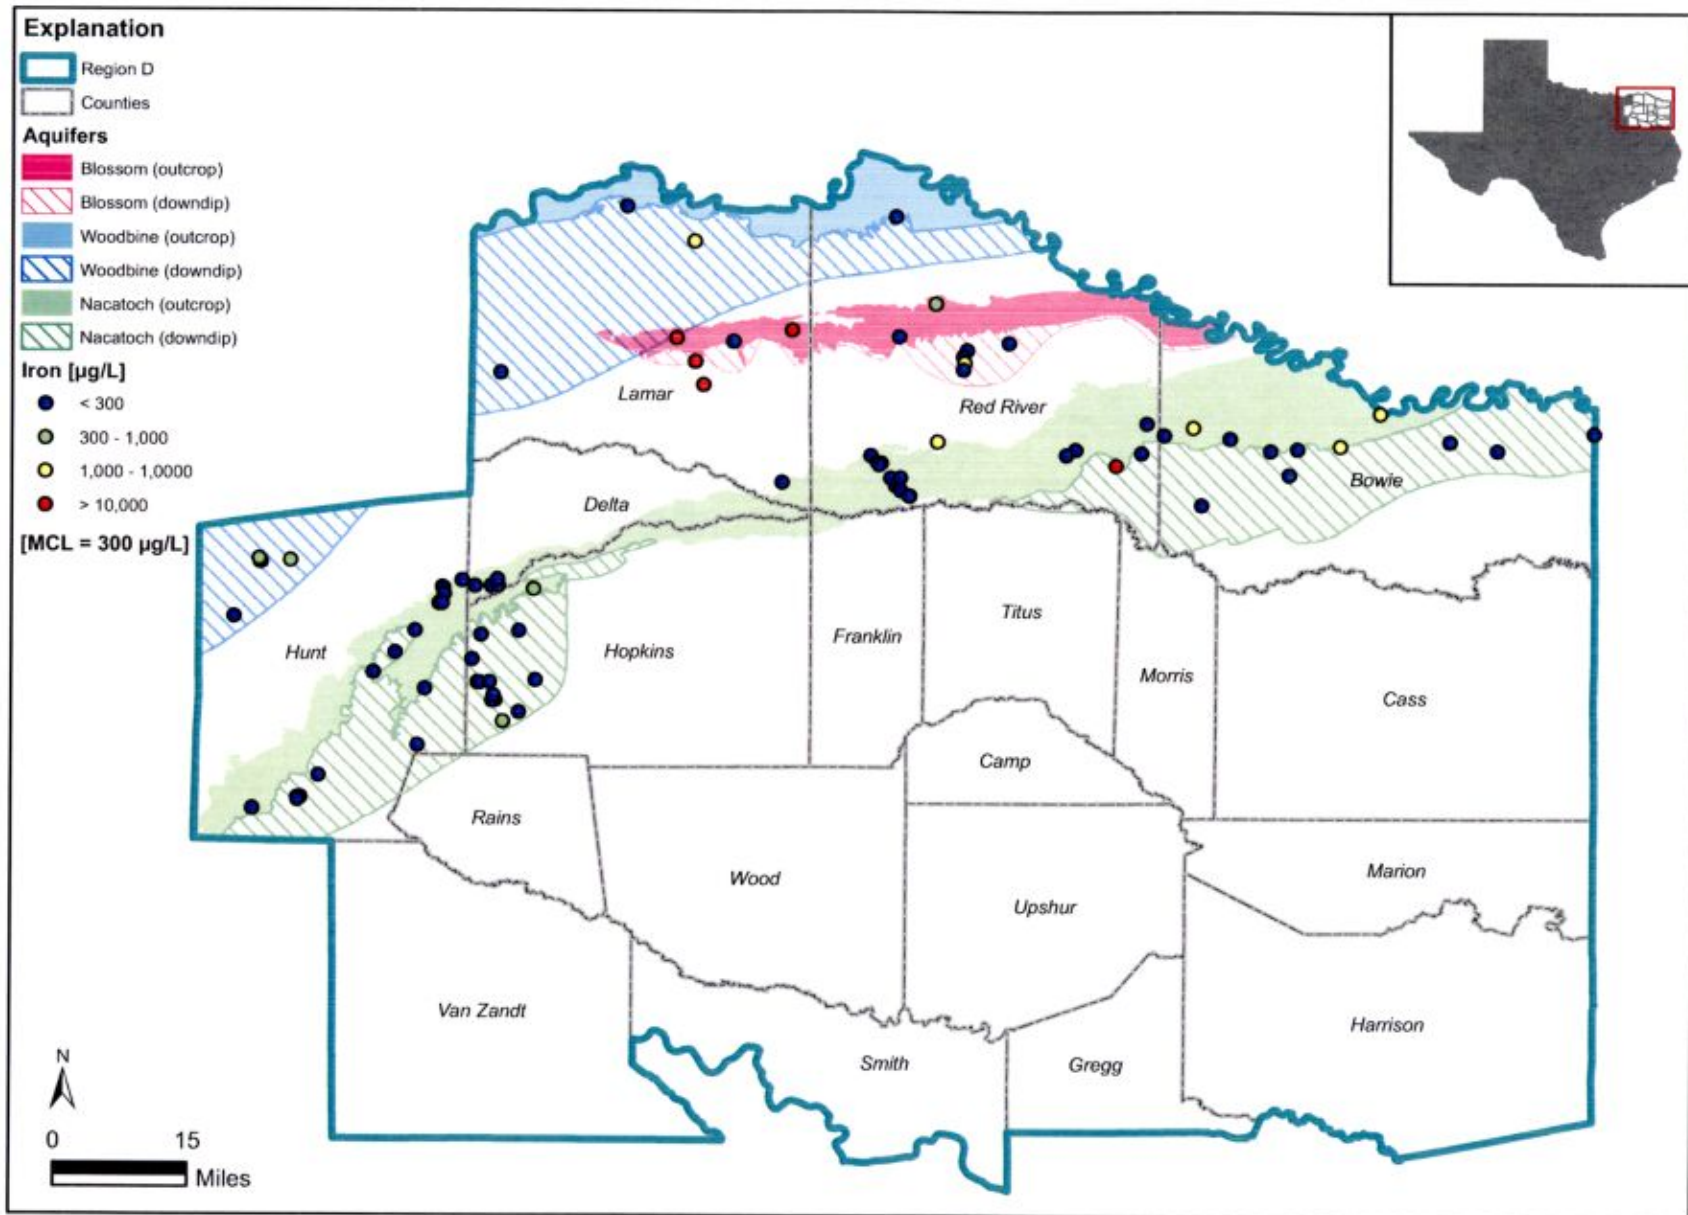 Explanation
Region D
Counties
Aquifers
Blossom (outcrop)
Blossom (downdip)
Woodbine (outcrop)
Woodbine (downdip)
Nacatoch (outcrop)
Nacatoch (downdip)
Iron [µg/L]
< 300
300 - 1,000
1,000 - 1,0000
> 10,000
[MCL = 300 µg/L]
Lamar
Red River
Bowie
Delta
Hunt
Hopkins
Franklin
Titus
Morris
Cass
Camp
Rains
Wood
Upshur
Marion
Van Zandt
Smith
Gregg
Harrison
N
0 15
Miles